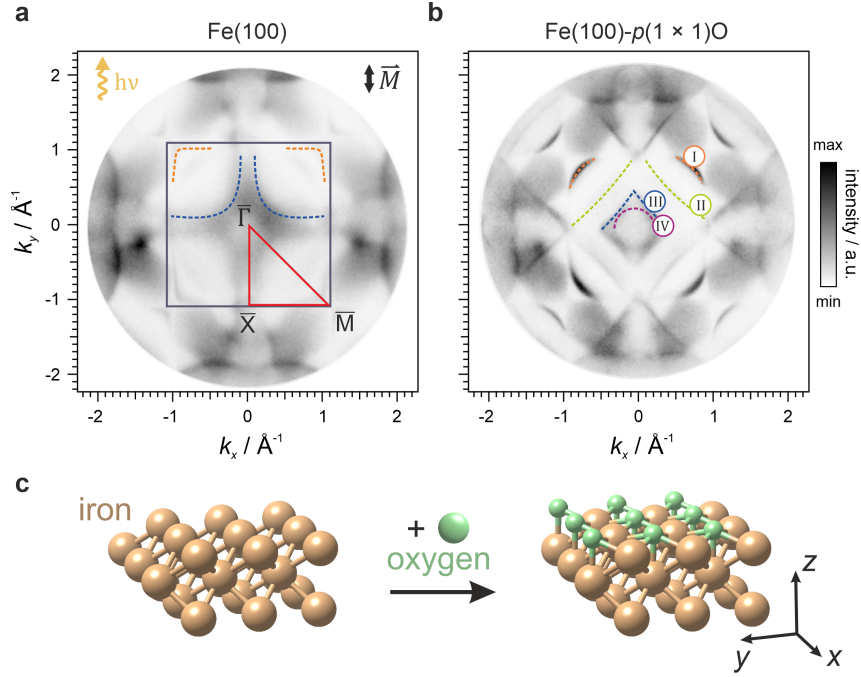 a
Fe(100)
hν
M
Γ
X
M
2
1
0
-1
-2
k_y / Å⁻¹
-2 -1 0 1 2
k_x / Å⁻¹
b
Fe(100)-p(1 × 1)O
I
II
III
IV
-2 -1 0 1 2
k_x / Å⁻¹
max
intensity / a.u.
min
c
iron
+
oxygen
z
y
x